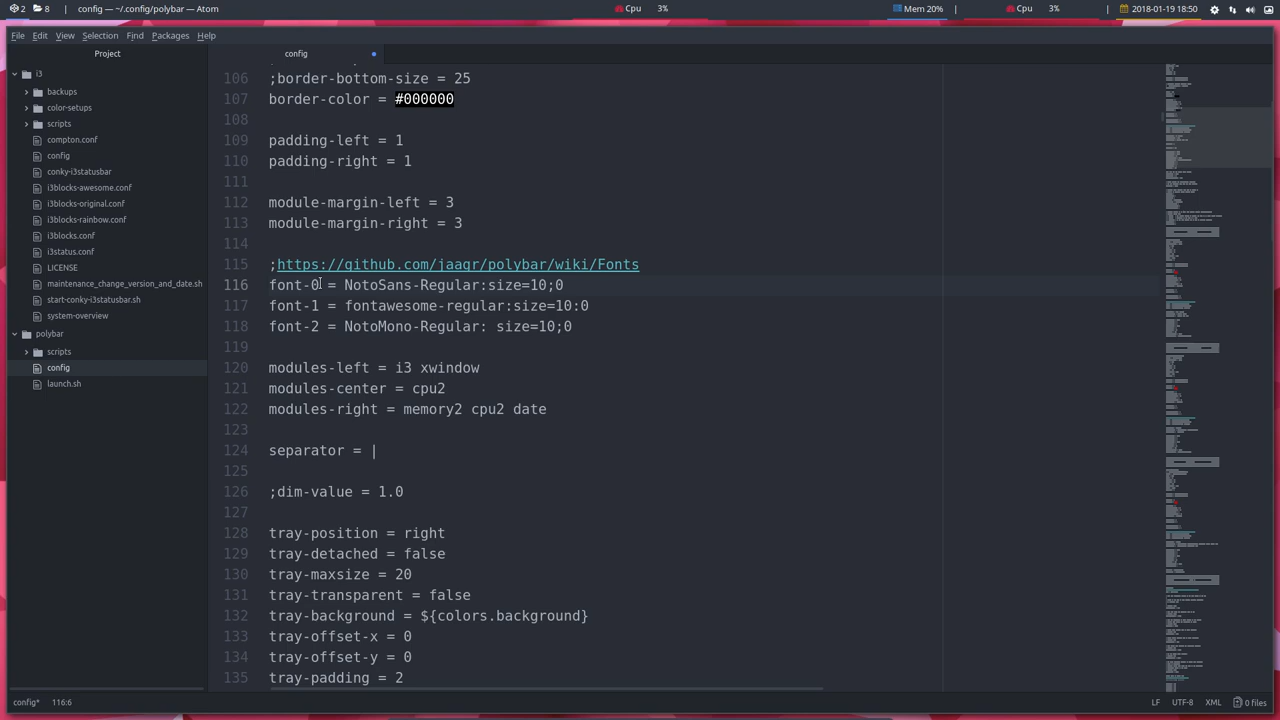 2 8 config — ~/.config/polybar — Atom Cpu 3% Mem 20% Cpu 3% 2018-01-19 18:50
File Edit View Selection Find Packages Help
Project
config
i3
backups
color-setups
scripts
compton.conf
config
conky-i3statusbar
i3blocks-awesome.conf
i3blocks-original.conf
i3blocks-rainbow.conf
i3blocks.conf
i3status.conf
LICENSE
maintenance_change_version_and_date.sh
start-conky-i3statusbar.sh
system-overview
polybar
scripts
config
launch.sh
106 ;border-bottom-size = 25
107 border-color = #000000
108
109 padding-left = 1
110 padding-right = 1
111
112 module-margin-left = 3
113 module-margin-right = 3
114
115 ;https://github.com/jaagr/polybar/wiki/Fonts
116 font-0 = NotoSans-Regular:size=10;0
117 font-1 = fontawesome-regular:size=10:0
118 font-2 = NotoMono-Regular: size=10;0
119
120 modules-left = i3 xwindow
121 modules-center = cpu2
122 modules-right = memory2 cpu2 date
123
124 separator = |
125
126 ;dim-value = 1.0
127
128 tray-position = right
129 tray-detached = false
130 tray-maxsize = 20
131 tray-transparent = false
132 tray-background = ${colors.background}
133 tray-offset-x = 0
134 tray-offset-y = 0
135 tray-padding = 2
config* 116:6 LF UTF-8 XML 0 files